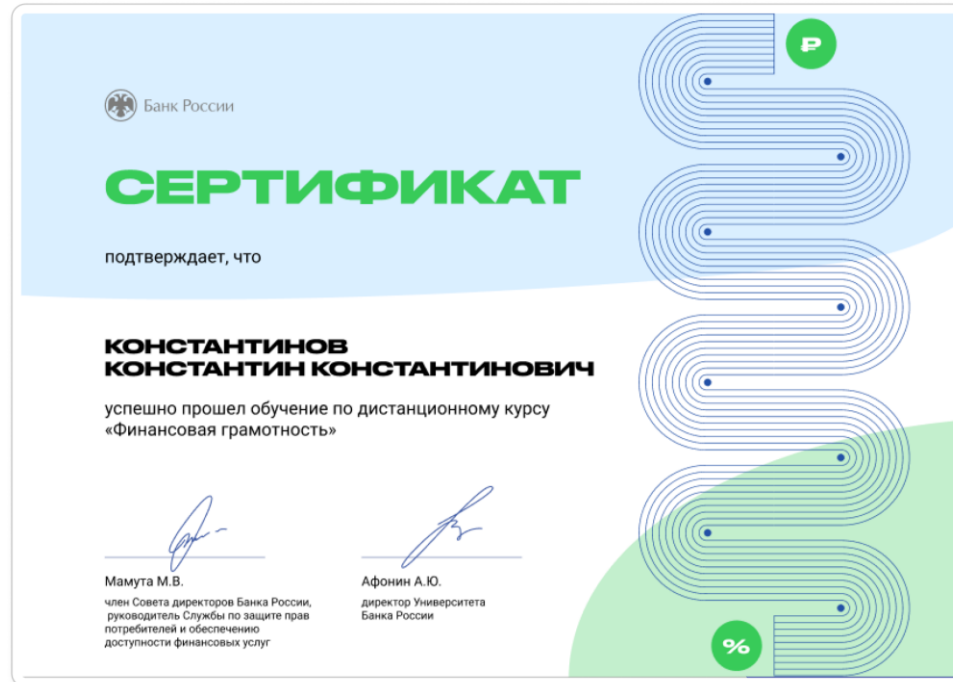 ₽
Банк России
СЕРТИФИКАТ
подтверждает, что
КОНСТАНТИНОВ
КОНСТАНТИН КОНСТАНТИНОВИЧ
успешно прошел обучение по дистанционному курсу
«Финансовая грамотность»
Мамута М.В.
член Совета директоров Банка России,
руководитель Службы по защите прав
потребителей и обеспечению
доступности финансовых услуг
Афонин А.Ю.
директор Университета
Банка России
%